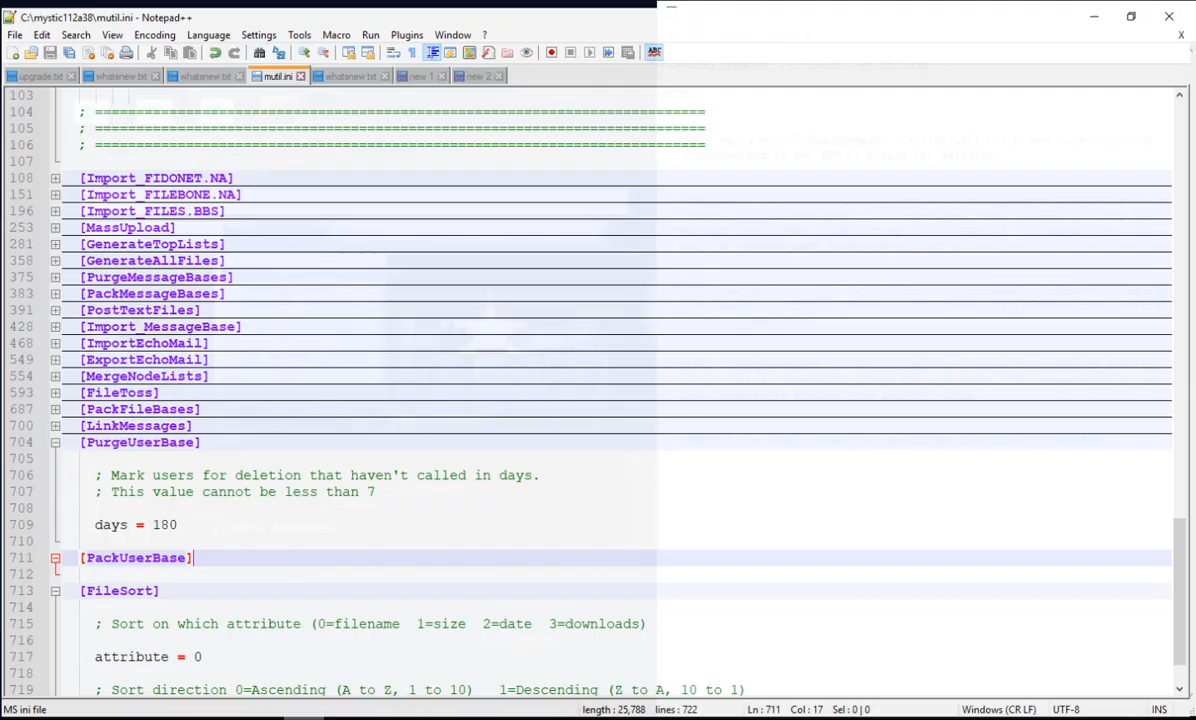 C:\mystic112a38\mutil.ini - Notepad++
File Edit Search View Encoding Language Settings Tools Macro Run Plugins Window ? X
upgrade.txt whatsnew.txt whatsnew.txt mutil.ini whatsnew.txt new 1 new 2
103
104 ; ==============================================================================
105 ; ==============================================================================
106 ; ==============================================================================
107
108 [Import_FIDONET.NA]
151 [Import_FILEBONE.NA]
196 [Import_FILES.BBS]
253 [MassUpload]
281 [GenerateTopLists]
358 [GenerateAllFiles]
375 [PurgeMessageBases]
383 [PackMessageBases]
391 [PostTextFiles]
428 [Import_MessageBase]
468 [ImportEchoMail]
549 [ExportEchoMail]
554 [MergeNodeLists]
593 [FileToss]
687 [PackFileBases]
700 [LinkMessages]
704 [PurgeUserBase]
705
706 ; Mark users for deletion that haven't called in days.
707 ; This value cannot be less than 7
708
709 days = 180
710
711 [PackUserBase]
712
713 [FileSort]
714
715 ; Sort on which attribute (0=filename 1=size 2=date 3=downloads)
716
717 attribute = 0
718
719 ; Sort direction 0=Ascending (A to Z, 1 to 10) 1=Descending (Z to A, 10 to 1)
MS ini file length : 25,788 lines : 722 Ln : 711 Col : 17 Sel : 0 | 0 Windows (CR LF) UTF-8 INS